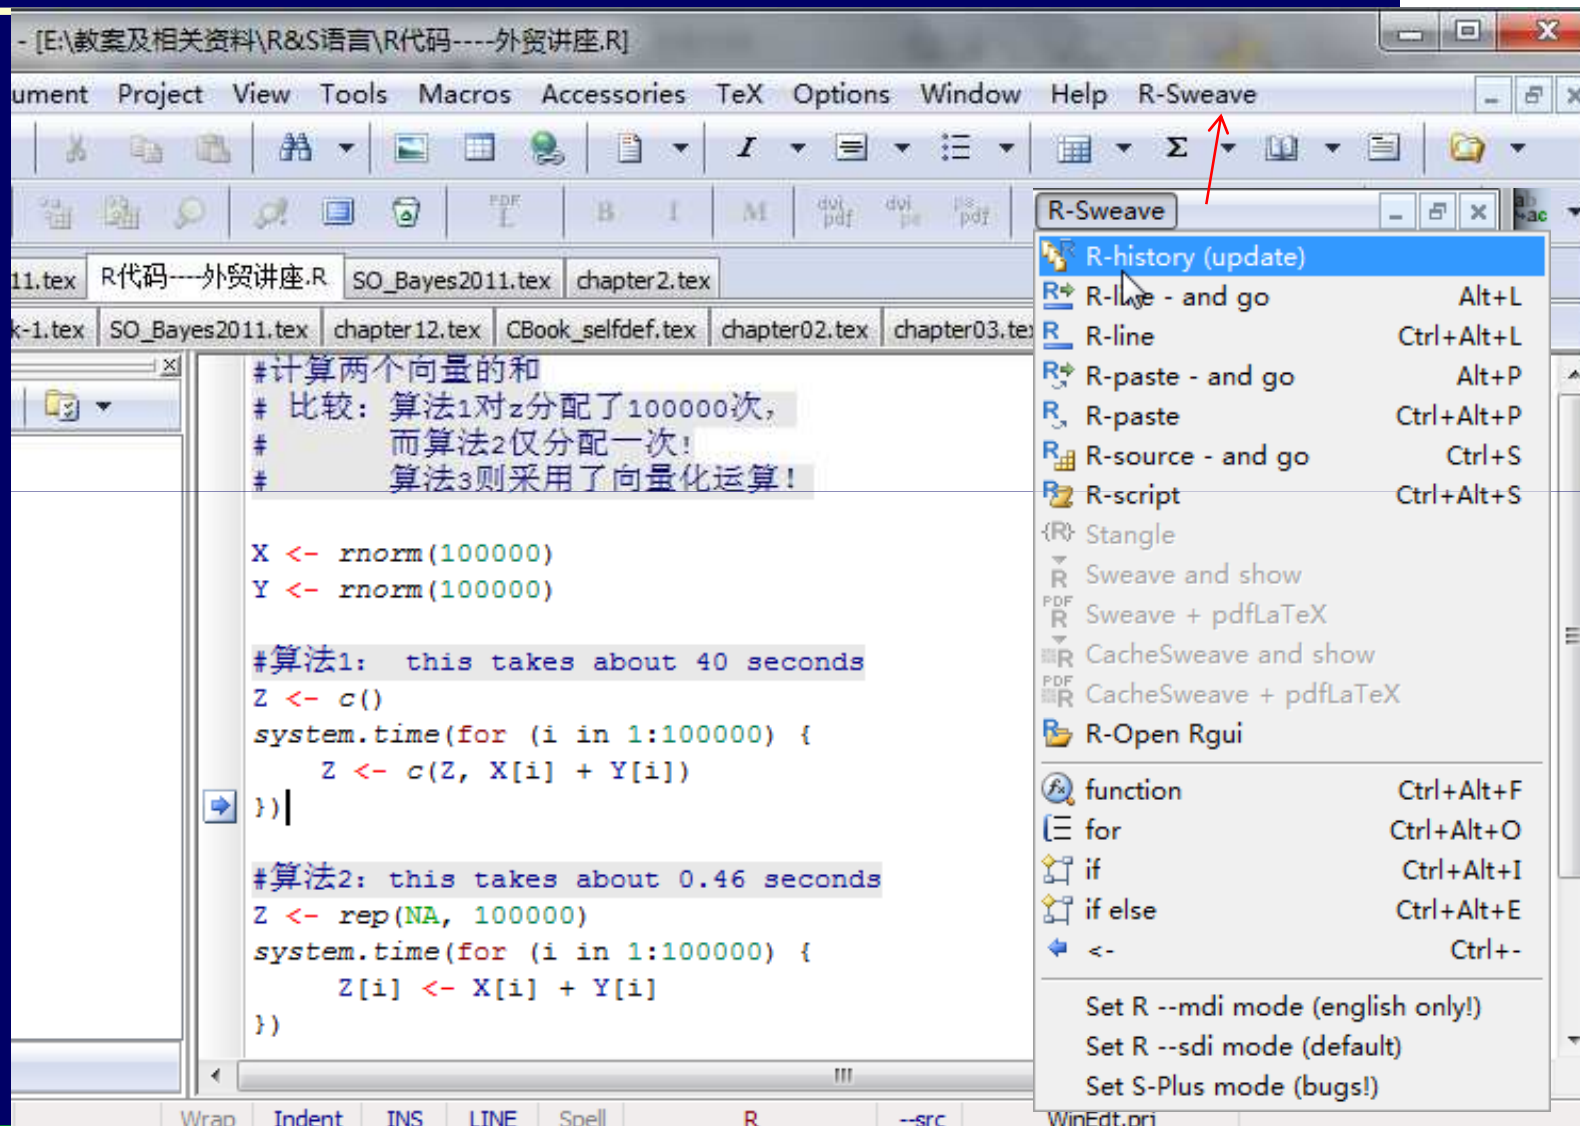 - [E:\教案及相关资料\R&S语言\R代码----外贸讲座.R]
ument Project View Tools Macros Accessories TeX Options Window Help R-Sweave
PDF L B I M dvi pdf dvi ps ps pdf ab ac
11.tex R代码----外贸讲座.R SO_Bayes2011.tex chapter2.tex
k-1.tex SO_Bayes2011.tex chapter12.tex CBook_selfdef.tex chapter02.tex chapter03.tex
#计算两个向量的和
# 比较: 算法1对z分配了100000次,
# 而算法2仅分配一次!
# 算法3则采用了向量化运算!
X <- rnorm(100000)
Y <- rnorm(100000)
#算法1: this takes about 40 seconds
Z <- c()
system.time(for (i in 1:100000) {
Z <- c(Z, X[i] + Y[i])
})
#算法2: this takes about 0.46 seconds
Z <- rep(NA, 100000)
system.time(for (i in 1:100000) {
Z[i] <- X[i] + Y[i]
})
R-Sweave
R-history (update)
R-line - and go Alt+L
R-line Ctrl+Alt+L
R-paste - and go Alt+P
R-paste Ctrl+Alt+P
R-source - and go Ctrl+S
R-script Ctrl+Alt+S
Stangle
Sweave and show
Sweave + pdfLaTeX
CacheSweave and show
CacheSweave + pdfLaTeX
R-Open Rgui
function Ctrl+Alt+F
for Ctrl+Alt+O
if Ctrl+Alt+I
if else Ctrl+Alt+E
<- Ctrl+-
Set R --mdi mode (english only!)
Set R --sdi mode (default)
Set S-Plus mode (bugs!)
Wrap Indent INS LINE Spell R --src WinEdt.prj